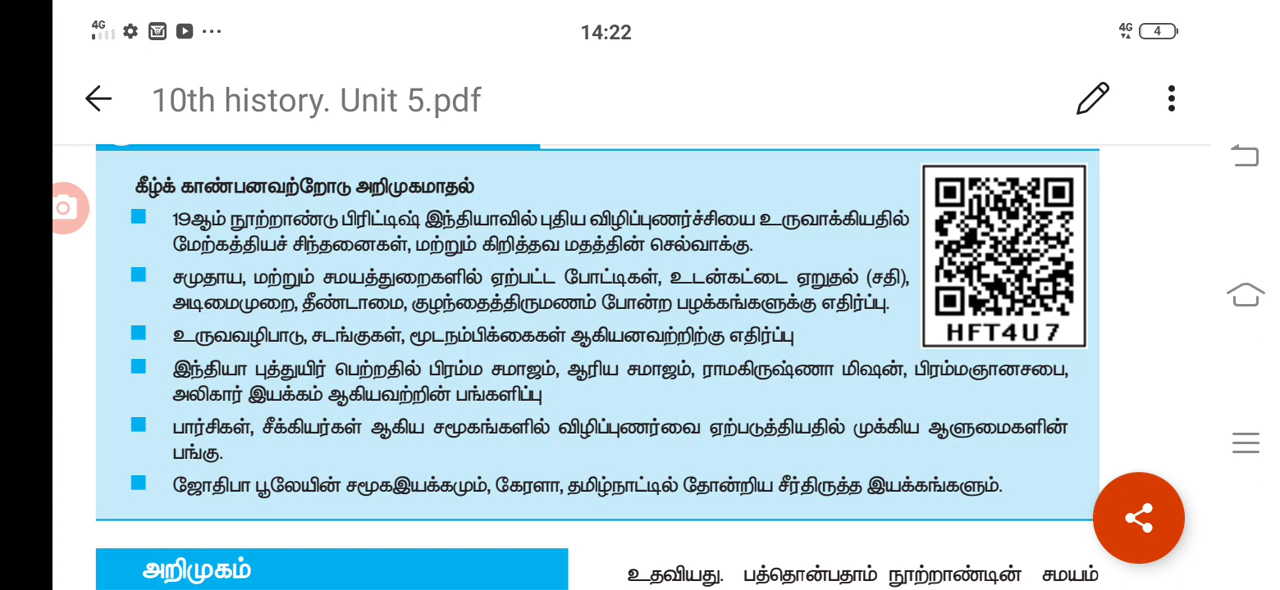 4G
14:22
4G
4
10th history. Unit 5.pdf
கீழ்க் காண்பனவற்றோடு அறிமுகமாதல்
19ஆம் நூற்றாண்டு பிரிட்டிஷ் இந்தியாவில் புதிய விழிப்புணர்ச்சியை உருவாக்கியதில்
மேற்கத்தியச் சிந்தனைகள், மற்றும் கிறித்தவ மதத்தின் செல்வாக்கு.
சமுதாய, மற்றும் சமயத்துறைகளில் ஏற்பட்ட போட்டிகள், உடன்கட்டை ஏறுதல் (சதி),
அடிமைமுறை, தீண்டாமை, குழந்தைத்திருமணம் போன்ற பழக்கங்களுக்கு எதிர்ப்பு.
உருவவழிபாடு, சடங்குகள், மூடநம்பிக்கைகள் ஆகியனவற்றிற்கு எதிர்ப்பு
இந்தியா புத்துயிர் பெற்றதில் பிரம்ம சமாஜம், ஆரிய சமாஜம், ராமகிருஷ்ணா மிஷன், பிரம்மஞானசபை,
அலிகார் இயக்கம் ஆகியவற்றின் பங்களிப்பு
பார்சிகள், சீக்கியர்கள் ஆகிய சமூகங்களில் விழிப்புணர்வை ஏற்படுத்தியதில் முக்கிய ஆளுமைகளின்
பங்கு.
ஜோதிபா பூலேயின் சமூகஇயக்கமும், கேரளா, தமிழ்நாட்டில் தோன்றிய சீர்திருத்த இயக்கங்களும்.
HFT4U7
அறிமுகம்
உதவியது. பத்தொன்பதாம் நூற்றாண்டின் சமயம்